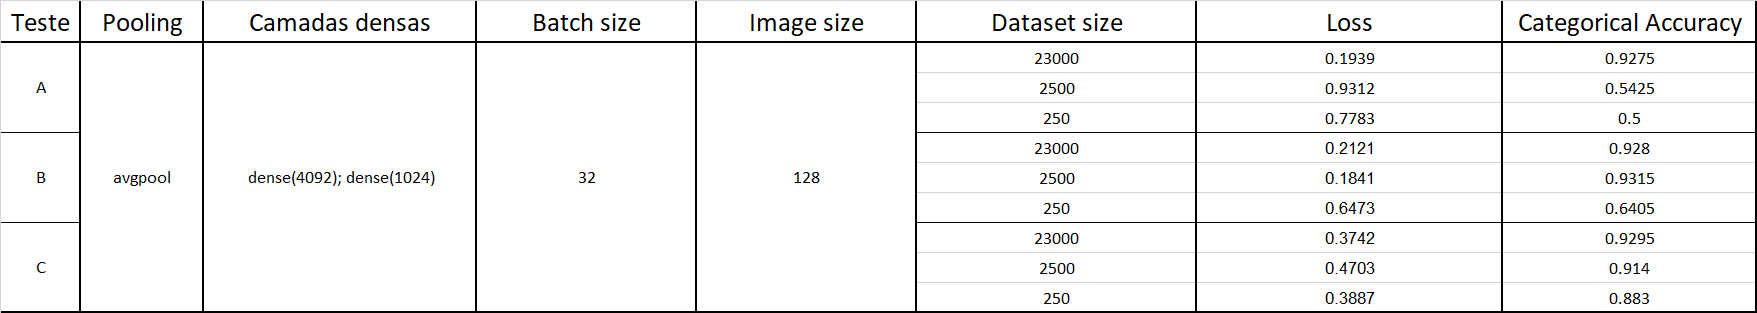 Teste Pooling Camadas densas Batch size Image size Dataset size Loss Categorical Accuracy
23000 0.1939 0.9275
A 2500 0.9312 0.5425
250 0.7783 0.5
23000 0.2121 0.928
B avgpool dense(4092); dense(1024) 32 128 2500 0.1841 0.9315
250 0.6473 0.6405
23000 0.3742 0.9295
C 2500 0.4703 0.914
250 0.3887 0.883